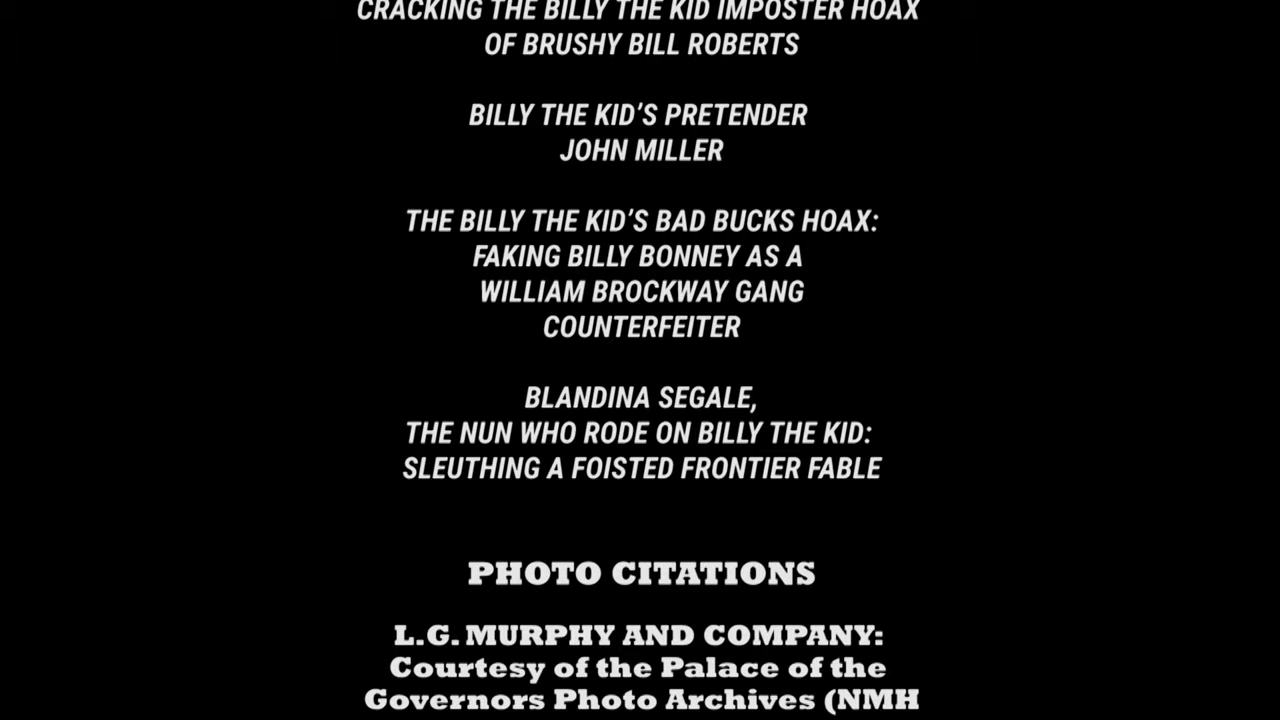 CRACKING THE BILLY THE KID IMPOSTER HOAX
OF BRUSHY BILL ROBERTS
BILLY THE KID'S PRETENDER
JOHN MILLER
THE BILLY THE KID'S BAD BUCKS HOAX:
FAKING BILLY BONNEY AS A
WILLIAM BROCKWAY GANG
COUNTERFEITER
BLANDINA SEGALE,
THE NUN WHO RODE ON BILLY THE KID:
SLEUTHING A FOISTED FRONTIER FABLE
PHOTO CITATIONS
L.G. MURPHY AND COMPANY:
Courtesy of the Palace of the
Governors Photo Archives (NMH